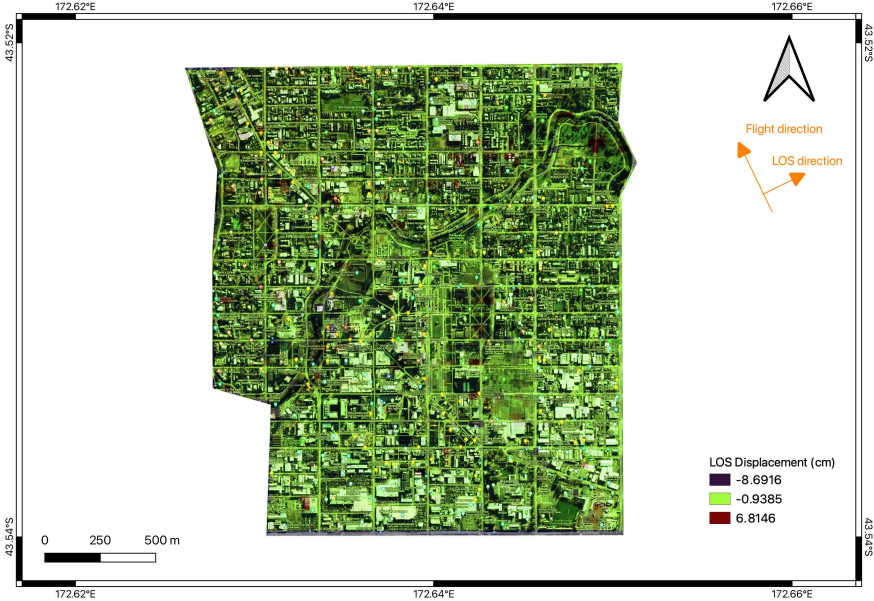 172.62°E 172.64°E 172.66°E
43.52°S 43.52°S
Flight direction
LOS direction
LOS Displacement (cm)
-8.6916
-0.9385
6.8146
0 250 500 m
43.54°S 43.54°S
172.62°E 172.64°E 172.66°E